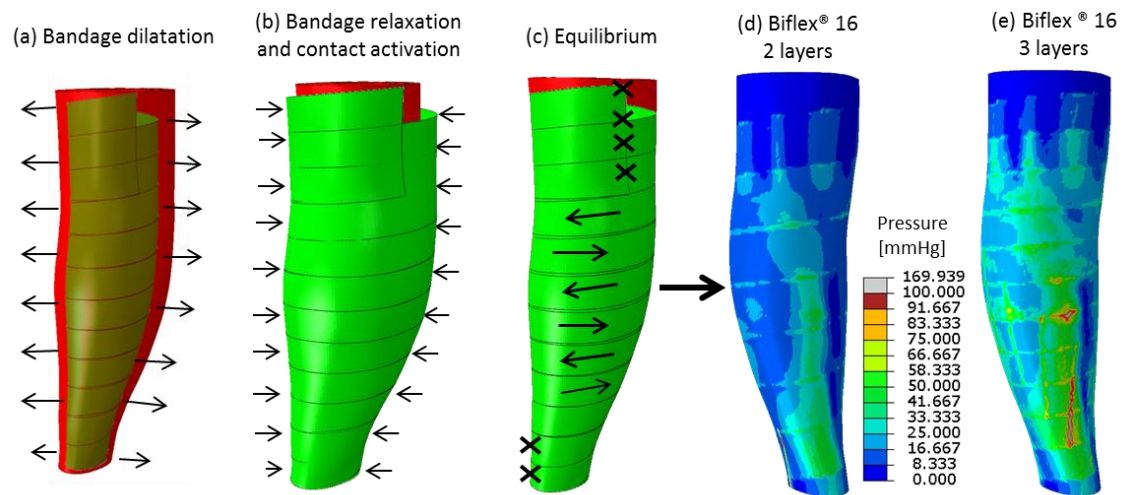 (a) Bandage dilatation
(b) Bandage relaxation
and contact activation
(c) Equilibrium
(d) Biflex® 16
2 layers
(e) Biflex ® 16
3 layers
Pressure
[mmHg]
169.939
100.000
91.667
83.333
75.000
66.667
58.333
50.000
41.667
33.333
25.000
16.667
8.333
0.000